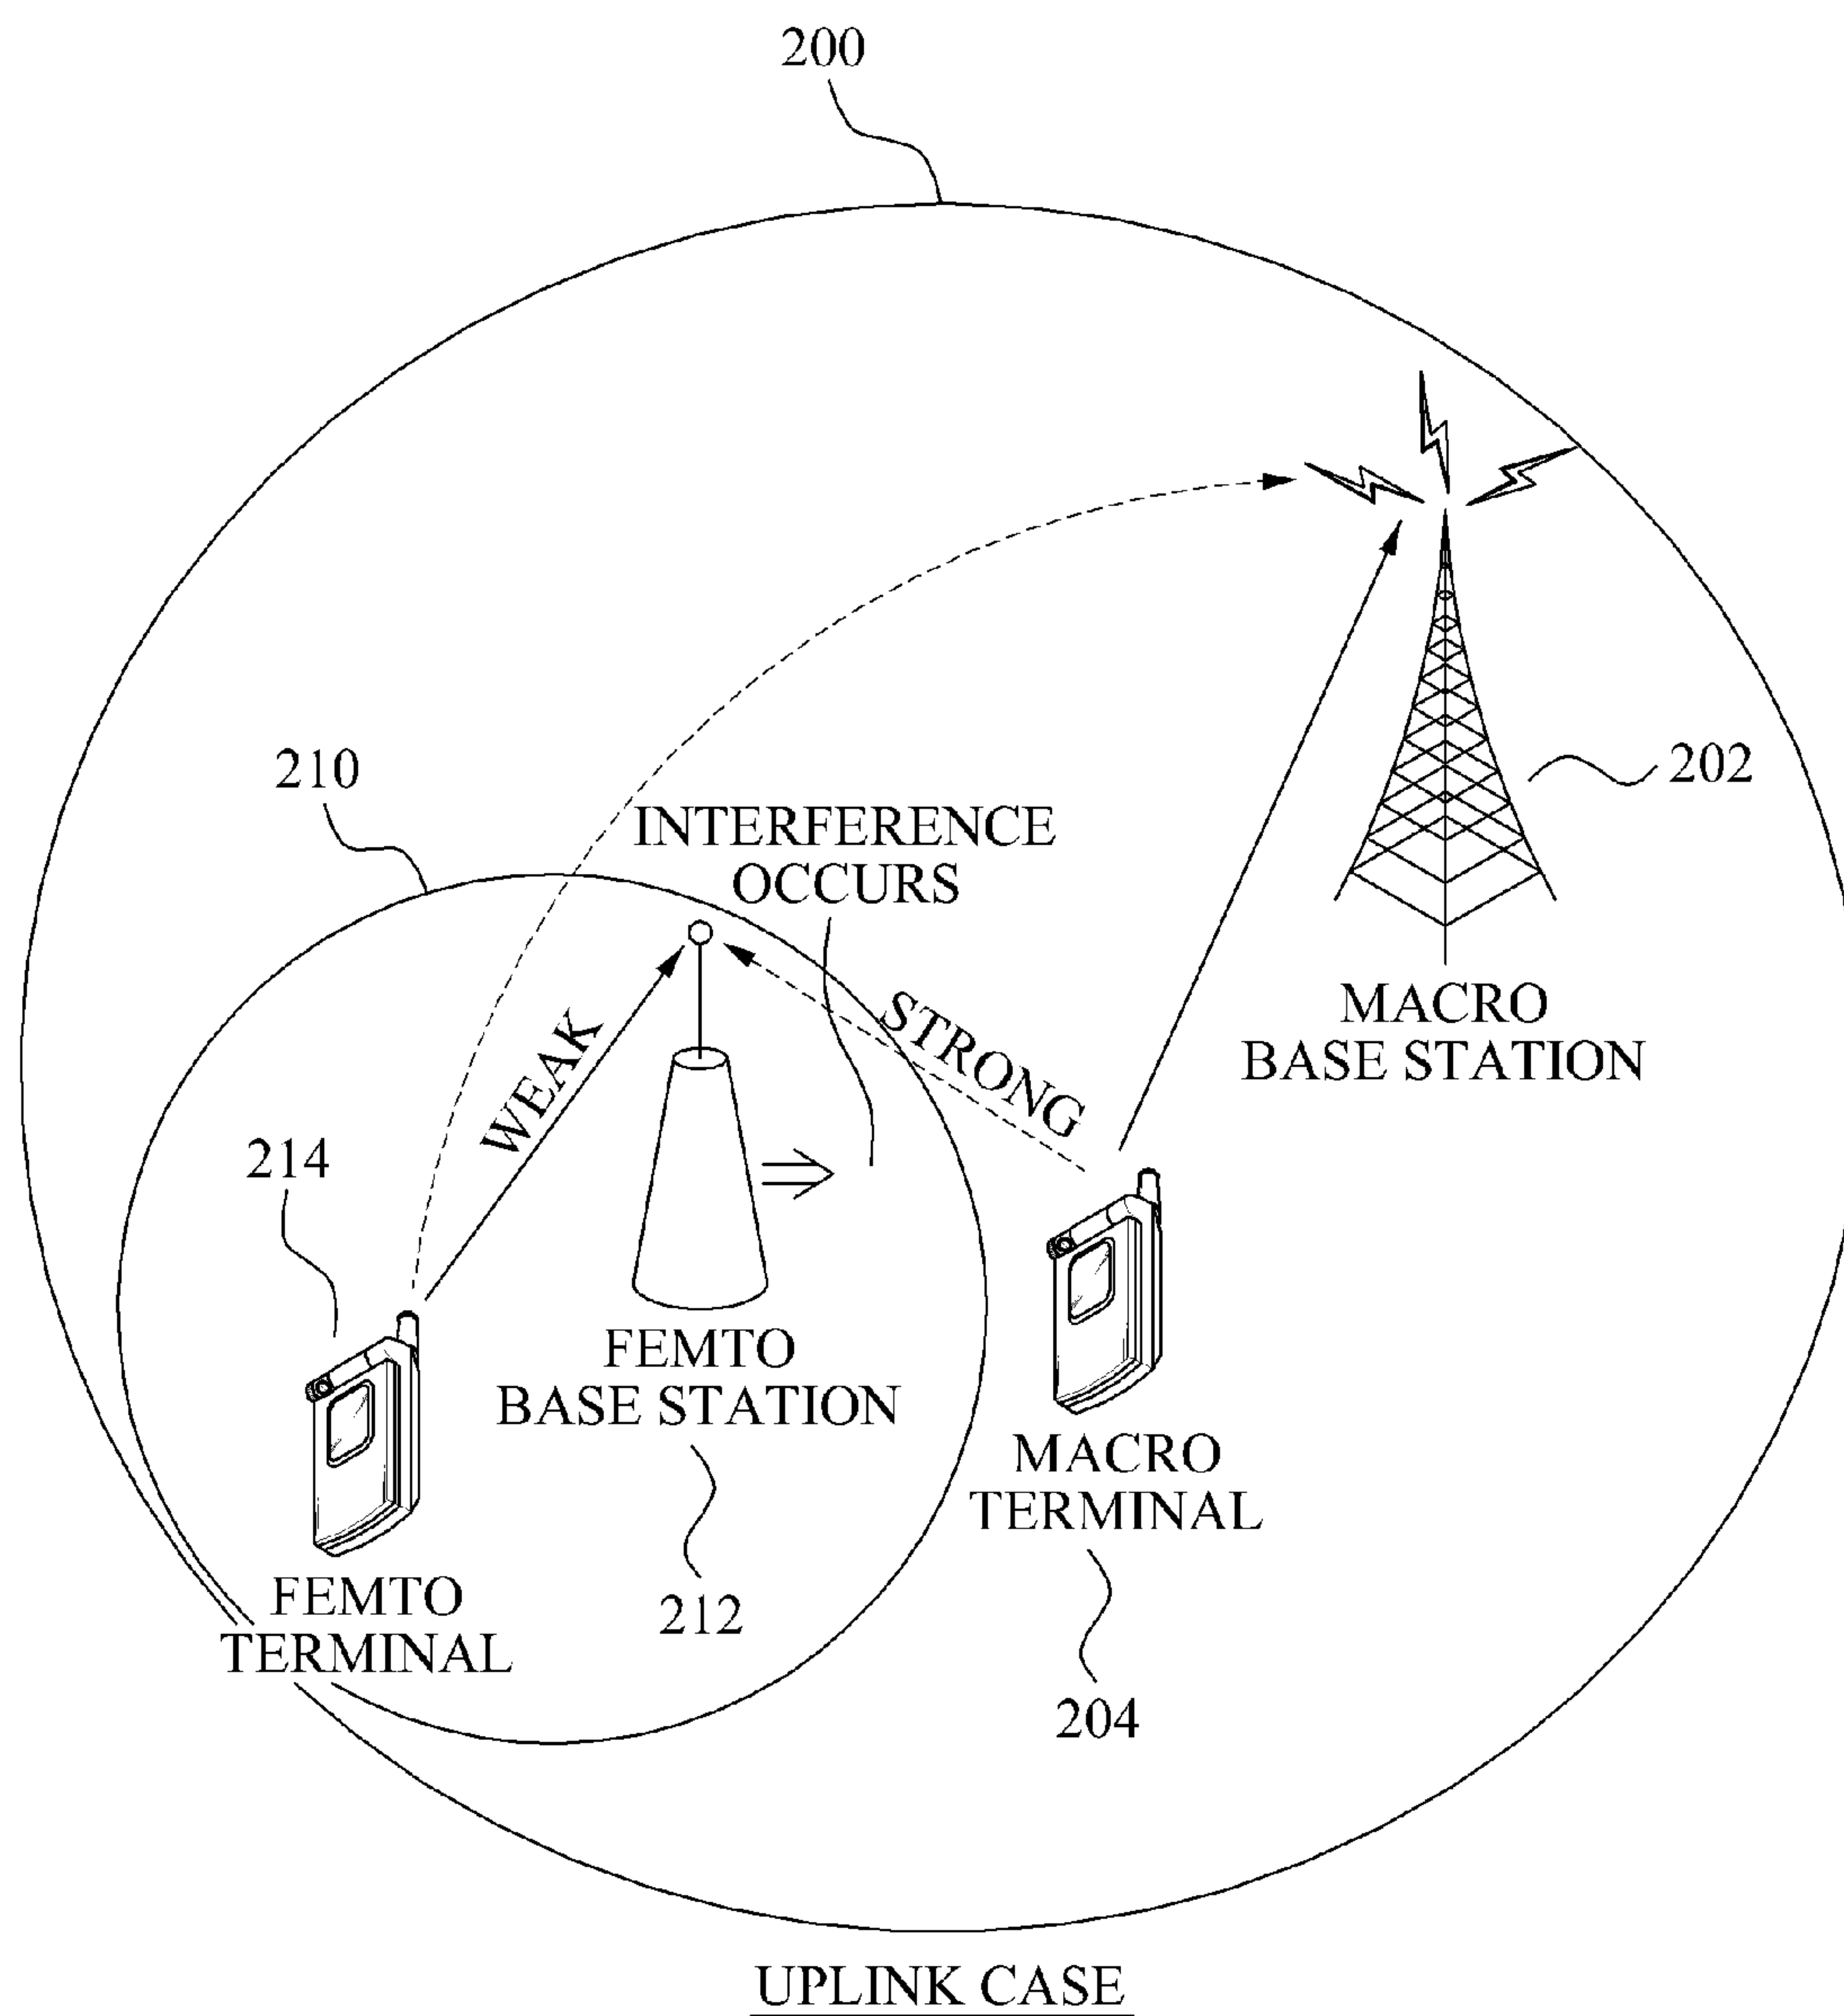 200
210
INTERFERENCE
OCCURS
202
WEAK
STRONG
MACRO
BASE STATION
214
FEMTO
BASE STATION
MACRO
TERMINAL
FEMTO
TERMINAL
212
204
UPLINK CASE